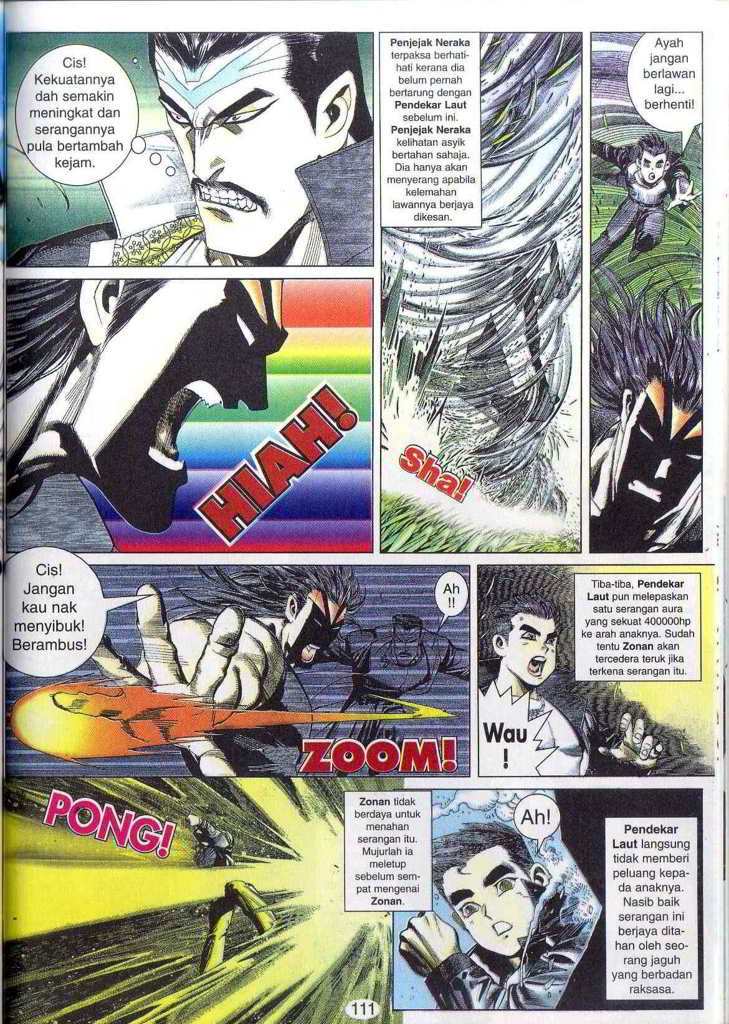 Cis!
Kekuatannya
dah semakin
meningkat dan
serangannya
pula bertambah
kejam.
Penjejak Neraka
terpaksa berhati-
hati kerana dia
belum pernah
bertarung dengan
Pendekar Laut
sebelum ini.
Penjejak Neraka
kelihatan asyik
bertahan sahaja.
Dia hanya akan
menyerang apabila
kelemahan
lawannya berjaya
dikesan.
Ayah
jangan
berlawan
lagi...
berhenti!
HIAH!
Sha!
Cis!
Jangan
kau nak
menyibuk!
Berambus!
Ah
!!
ZOOM!
Tiba-tiba, Pendekar
Laut pun melepaskan
satu serangan aura
yang sekuat 400000hp
ke arah anaknya. Sudah
tentu Zonan akan
tercedera teruk jika
terkena serangan itu.
Wau
!
PONG!
Zonan tidak
berdaya untuk
menahan
serangan itu.
Mujurlah ia
meletup
sebelum sem-
pat mengenai
Zonan.
Ah!
Pendekar
Laut langsung
tidak memberi
peluang kepa-
da anaknya.
Nasib baik
serangan ini
berjaya dita-
han oleh seo-
rang jaguh
yang berbadan
raksasa.
111